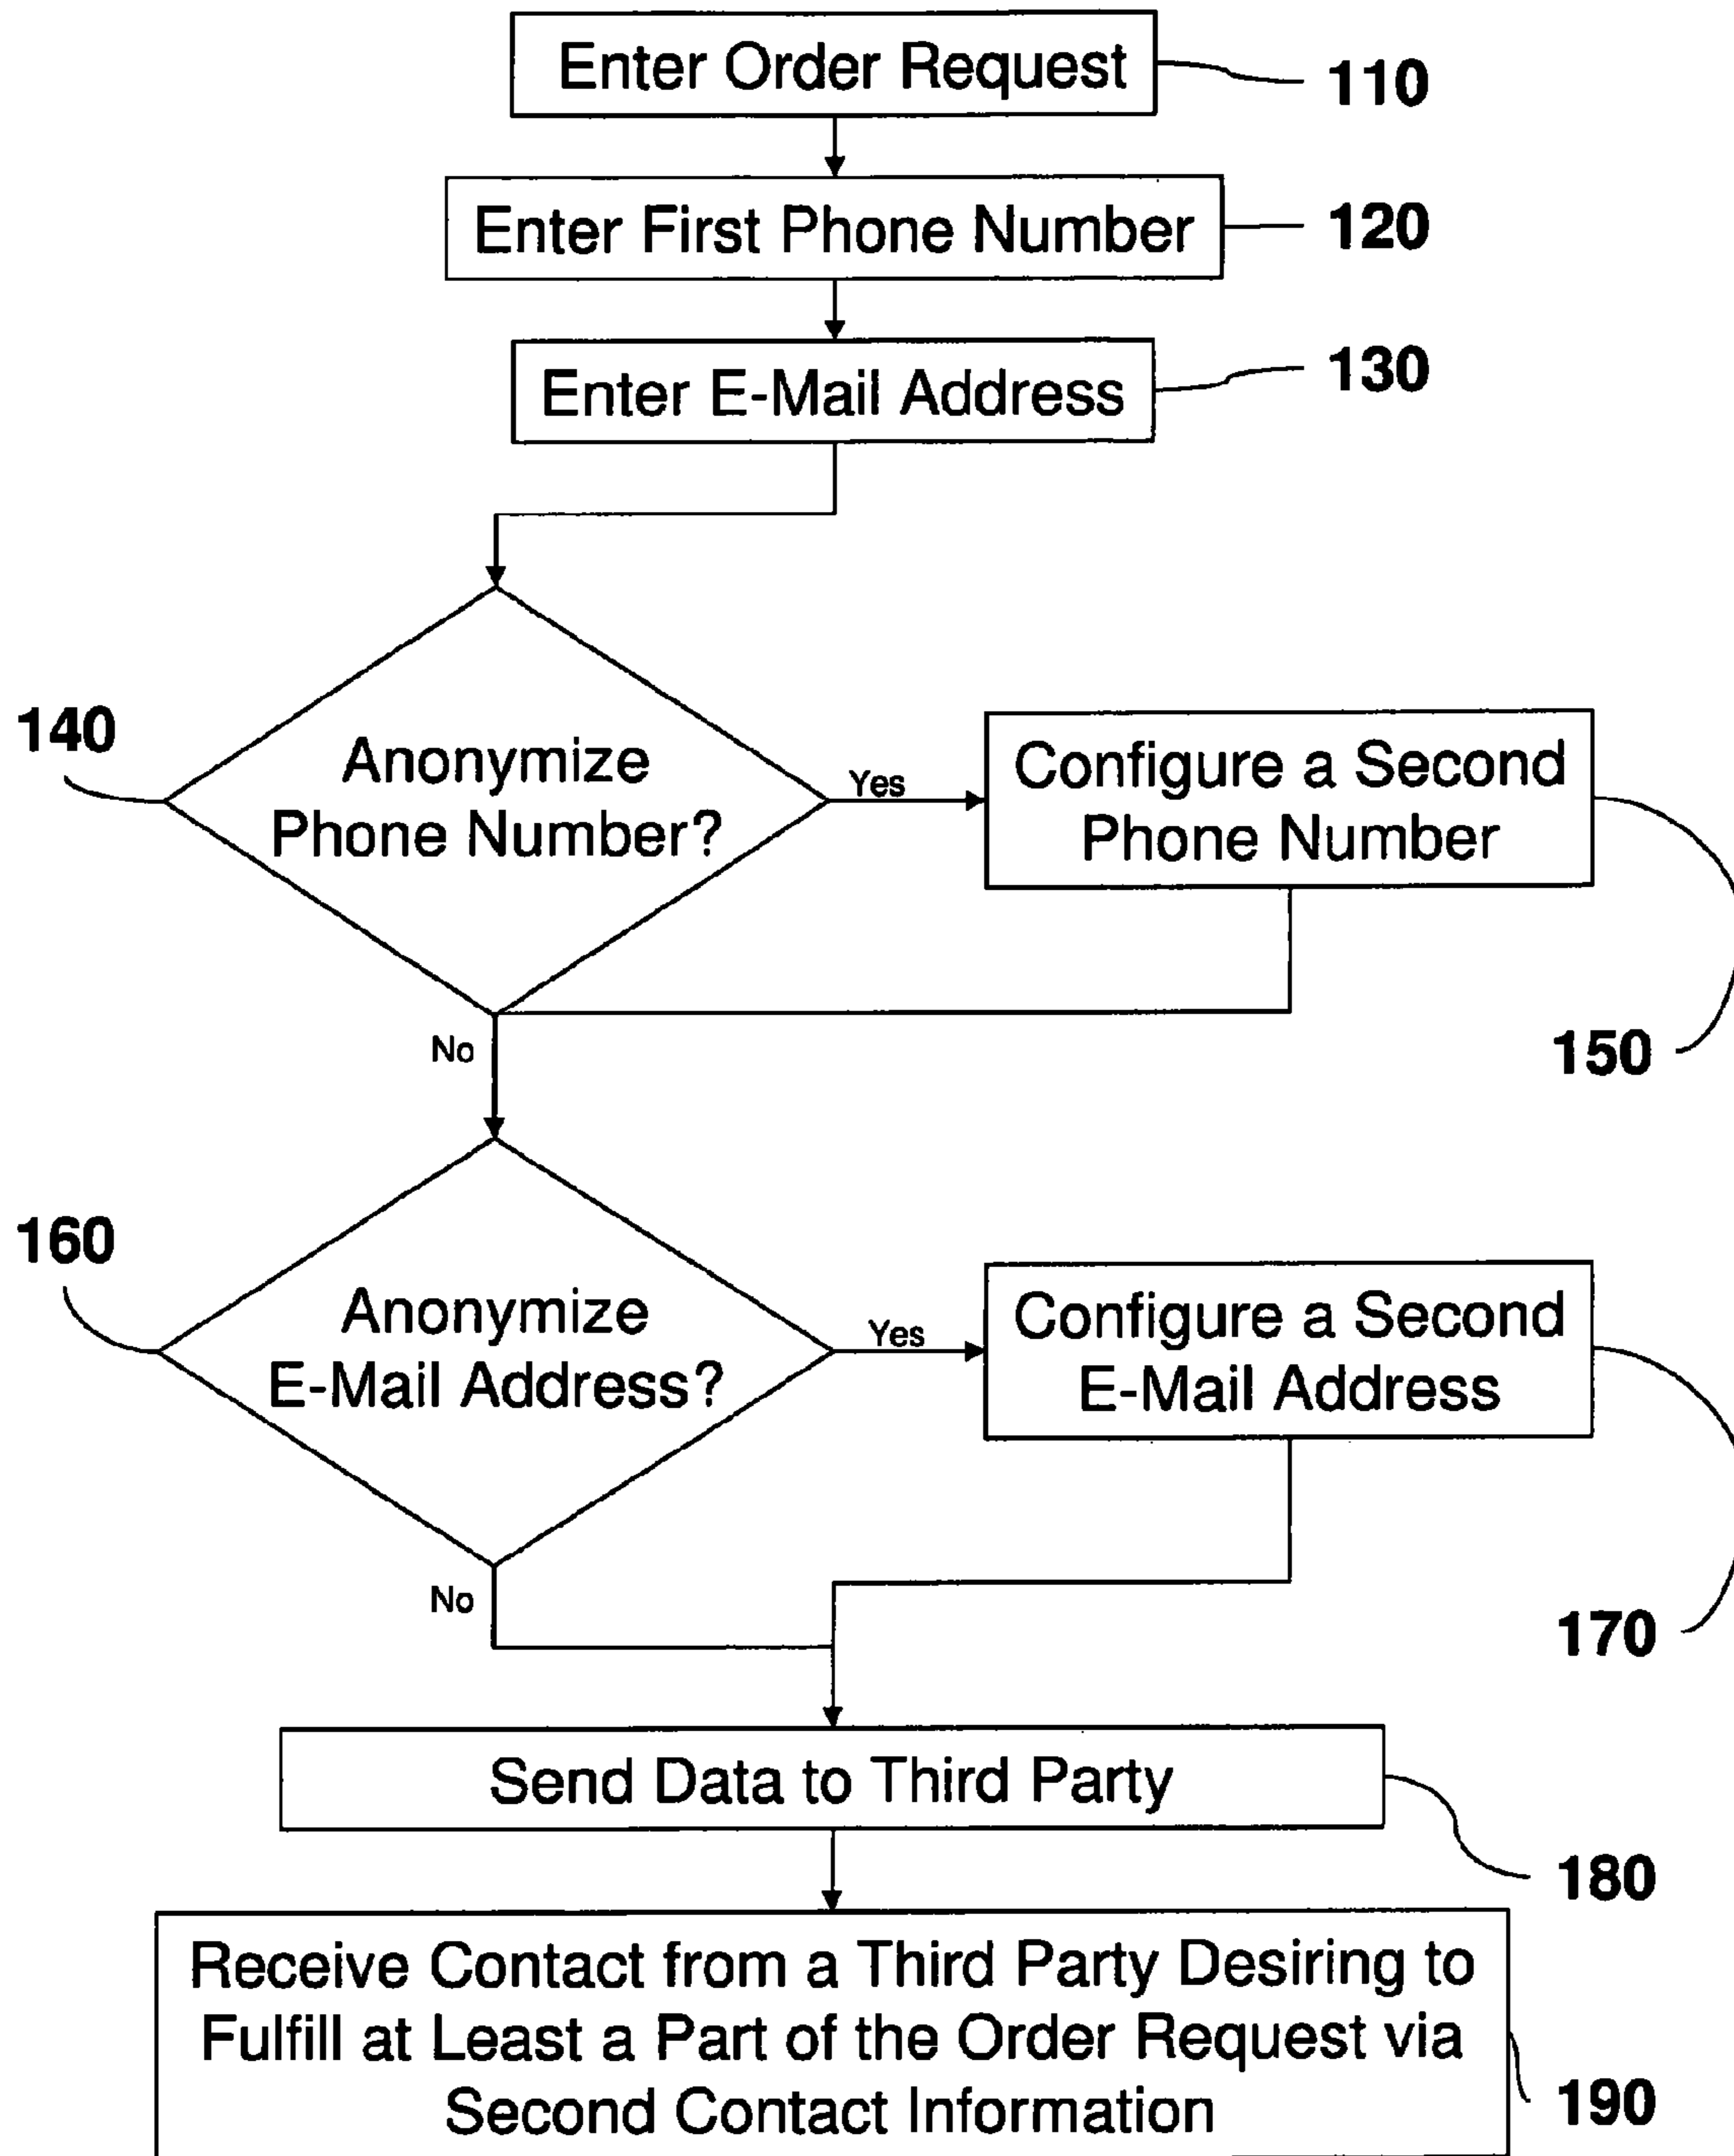 Enter Order Request
110
Enter First Phone Number
120
Enter E-Mail Address
130
140
Anonymize
Phone Number?
Yes
Configure a Second
Phone Number
150
No
160
Anonymize
E-Mail Address?
Yes
Configure a Second
E-Mail Address
170
No
Send Data to Third Party
180
Receive Contact from a Third Party Desiring to
Fulfill at Least a Part of the Order Request via
Second Contact Information
190